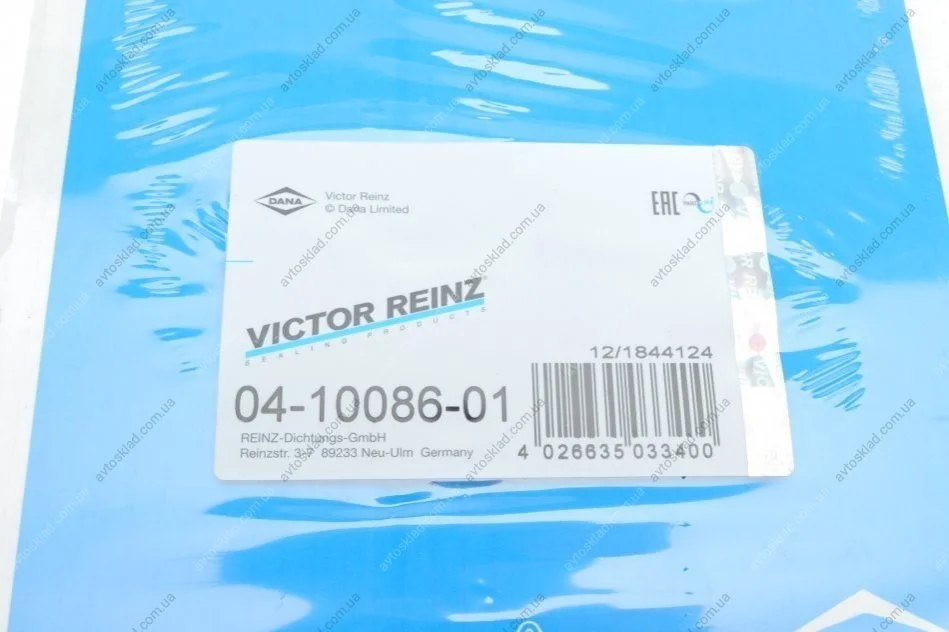 DANA
Victor Reinz
© Dana Limited
EAC
VICTOR REINZ®
SEALING PRODUCTS
12/1844124
04-10086-01
REINZ-Dichtungs-GmbH
Reinzstr. 3-7 89233 Neu-Ulm Germany
4 026635 033400
avtosklad.com.ua